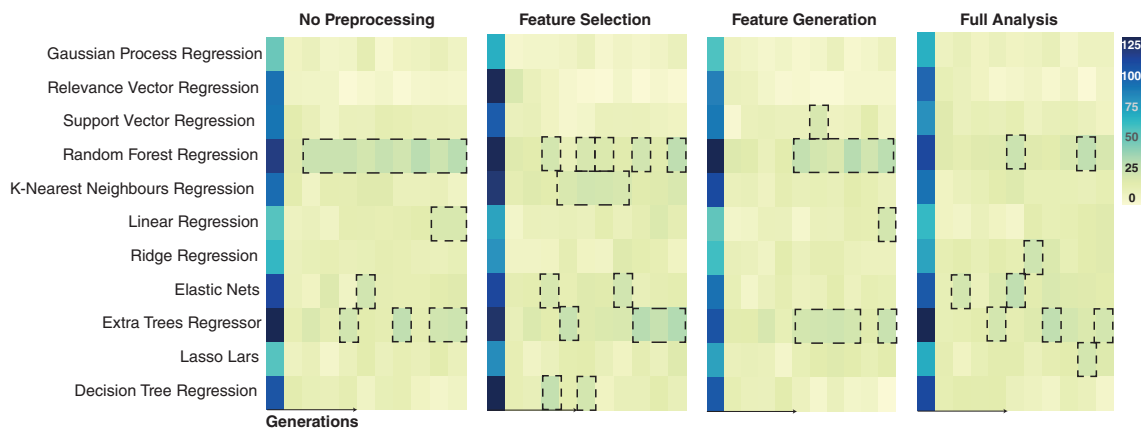 No Preprocessing
Feature Selection
Feature Generation
Full Analysis
Gaussian Process Regression
Relevance Vector Regression
Support Vector Regression
Random Forest Regression
K-Nearest Neighbours Regression
Linear Regression
Ridge Regression
Elastic Nets
Extra Trees Regressor
Lasso Lars
Decision Tree Regression
Generations
125
100
75
50
25
0